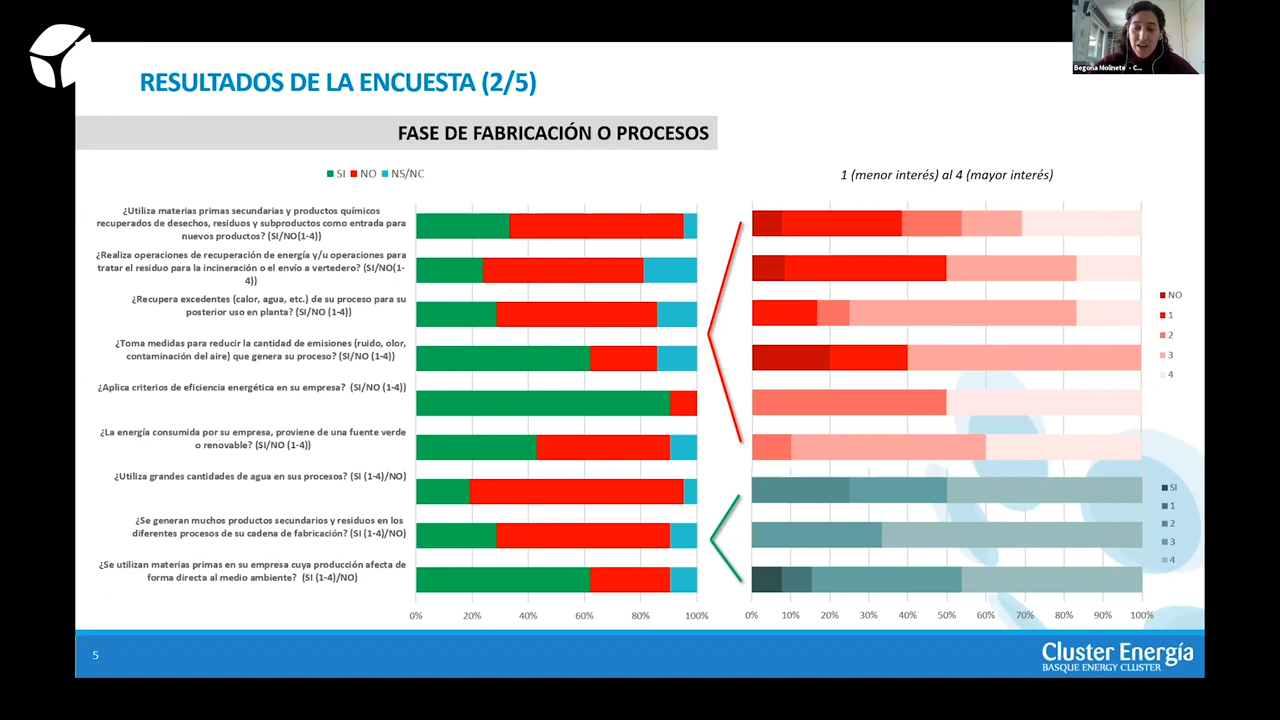 Begoña Molinete - C...
RESULTADOS DE LA ENCUESTA (2/5)
FASE DE FABRICACIÓN O PROCESOS
SI NO NS/NC
1 (menor interés) al 4 (mayor interés)
¿Utiliza materias primas secundarias y productos químicos
recuperados de desechos, residuos y subproductos como entrada para
nuevos productos? (SI/NO(1-4))
¿Realiza operaciones de recuperación de energía y/u operaciones para
tratar el residuo para la incineración o el envío a vertedero? (SI/NO(1-
4))
¿Recupera excedentes (calor, agua, etc.) de su proceso para su
posterior uso en planta? (SI/NO (1-4))
¿Toma medidas para reducir la cantidad de emisiones (ruido, olor,
contaminación del aire) que genera su proceso? (SI/NO (1-4))
¿Aplica criterios de eficiencia energética en su empresa? (SI/NO (1-4))
¿La energía consumida por su empresa, proviene de una fuente verde
o renovable? (SI/NO (1-4))
¿Utiliza grandes cantidades de agua en sus procesos? (SI (1-4)/NO)
¿Se generan muchos productos secundarios y residuos en los
diferentes procesos de su cadena de fabricación? (SI (1-4)/NO)
¿Se utilizan materias primas en su empresa cuya producción afecta de
forma directa al medio ambiente? (SI (1-4)/NO)
0% 20% 40% 60% 80% 100%
NO
1
2
3
4
SI
1
2
3
4
0% 10% 20% 30% 40% 50% 60% 70% 80% 90% 100%
5
Cluster Energía
BASQUE ENERGY CLUSTER